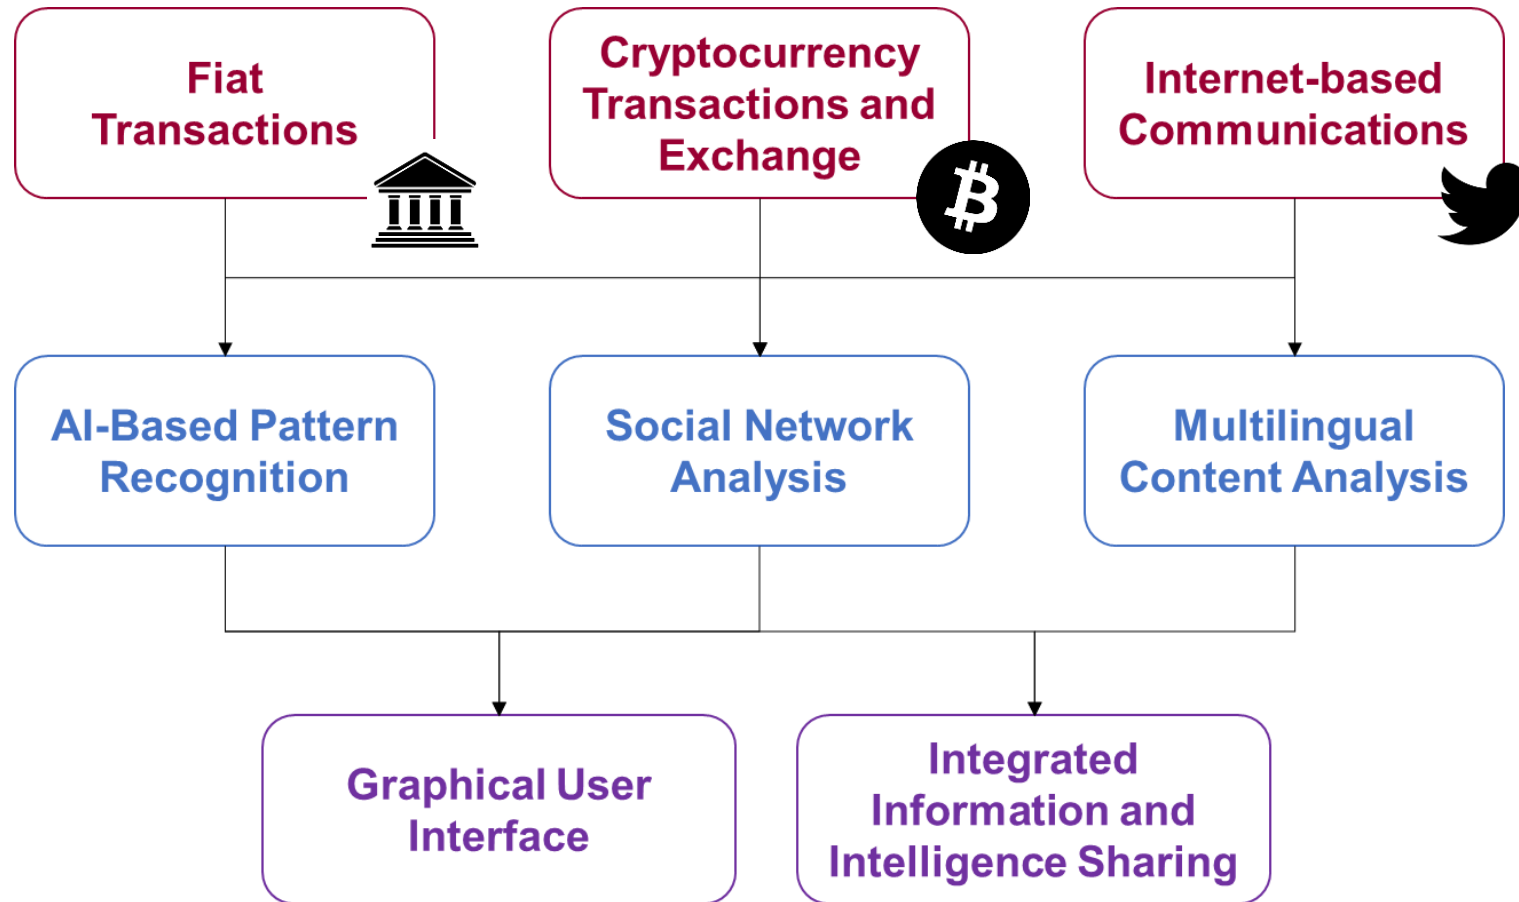 Fiat
Transactions
Cryptocurrency
Transactions and
Exchange
Internet-based
Communications
AI-Based Pattern
Recognition
Social Network
Analysis
Multilingual
Content Analysis
Graphical User
Interface
Integrated
Information and
Intelligence Sharing